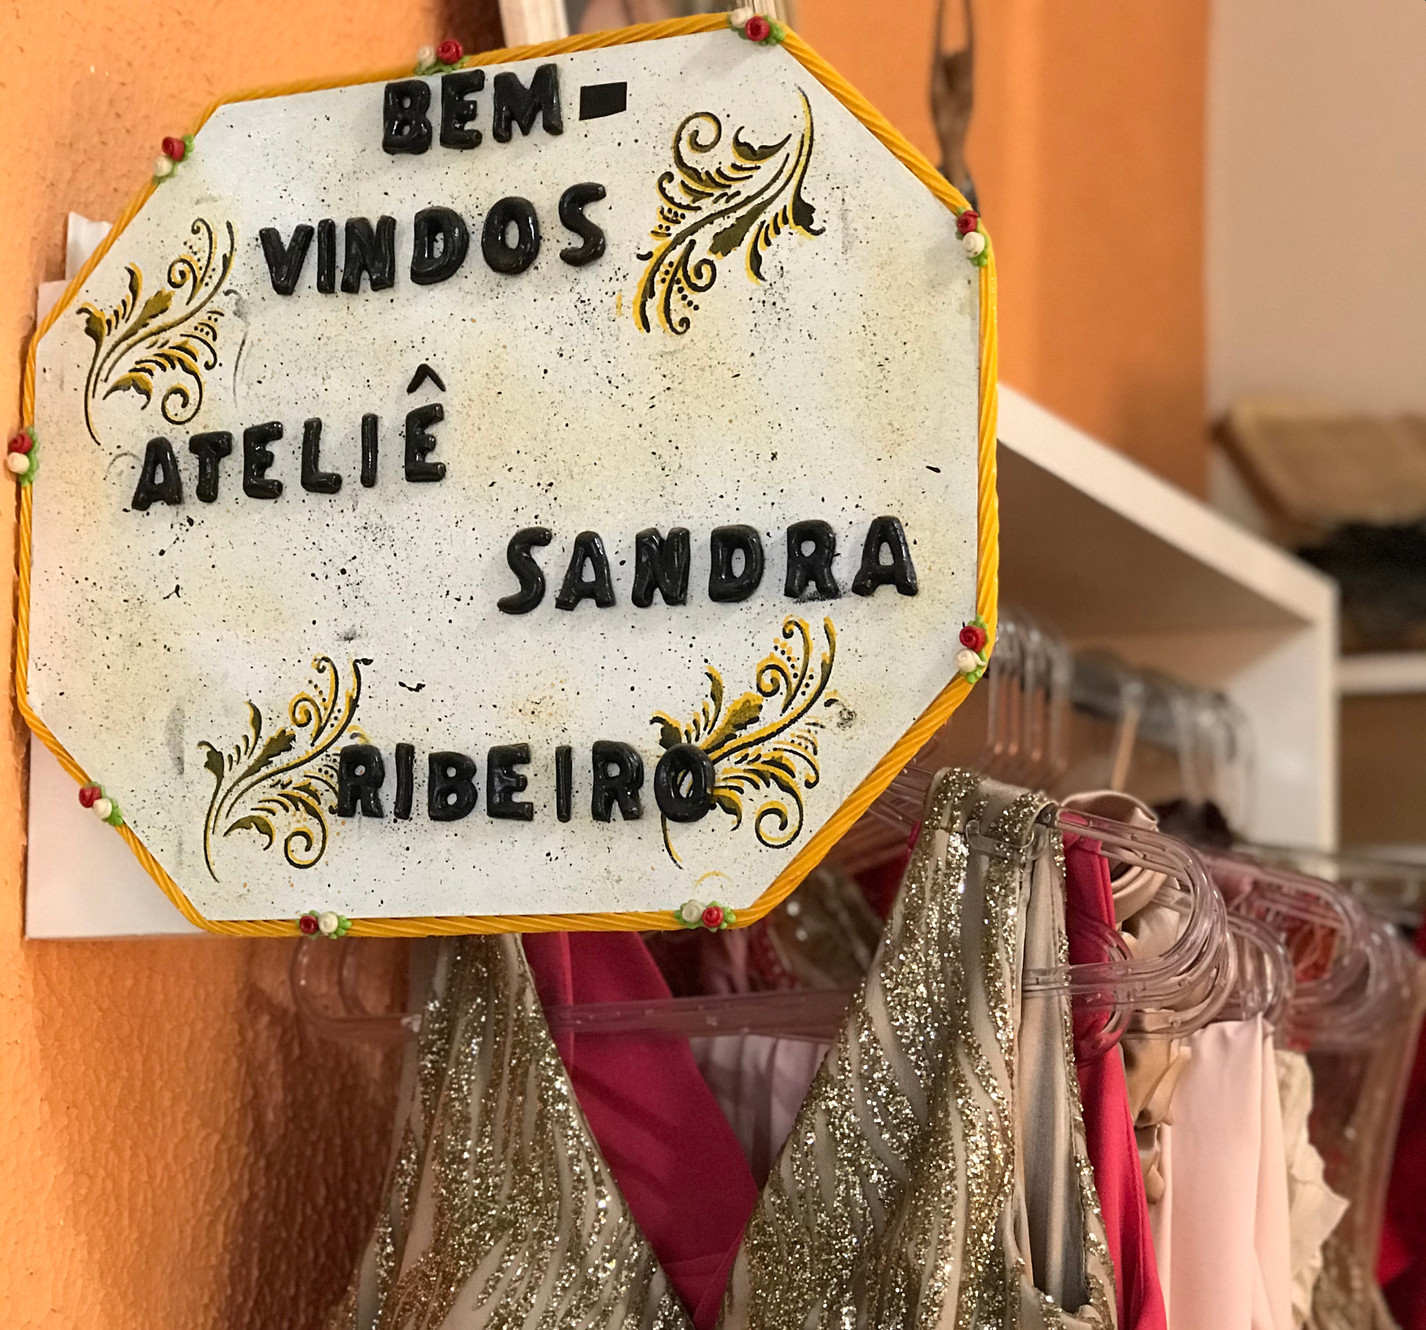 BEM-
VINDOS
ATELIÊ
SANDRA
RIBEIRO